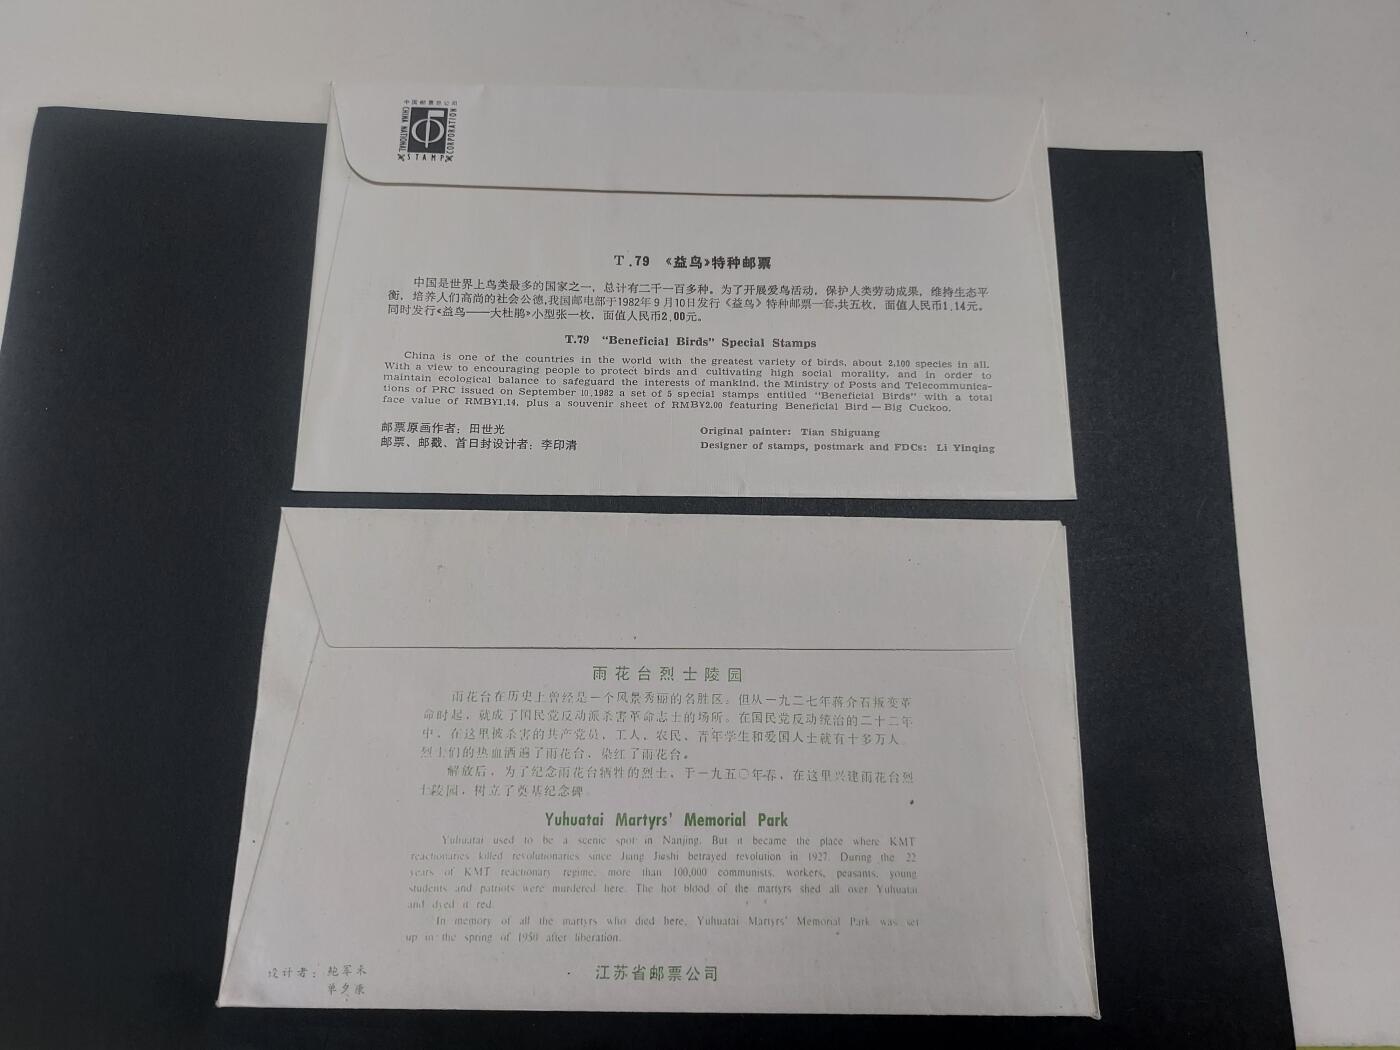 中国邮票总公司
CHINA NATIONAL
STAMP
CORPORATION
T.79 《益鸟》特种邮票
中国是世界上鸟类最多的国家之一，总计有二千一百多种。为了开展爱鸟活动，保护人类劳动成果，维持生态平
衡，培养人们高尚的社会公德，我国邮电部于1982年9月10日发行《益鸟》特种邮票一套，共五枚，面值人民币1.14元。
同时发行《益鸟——大杜鹃》小型张一枚，面值人民币2.00元。
T.79 "Beneficial Birds" Special Stamps
China is one of the countries in the world with the greatest variety of birds, about 2,100 species in all.
With a view to encouraging people to protect birds and cultivating high social morality, and in order to
maintain ecological balance to safeguard the interests of mankind, the Ministry of Posts and Telecommunica-
tions of PRC issued on September 10,1982 a set of 5 special stamps entitled "Beneficial Birds" with a total
face value of RMB¥1.14, plus a souvenir sheet of RMB¥2.00 featuring Beneficial Bird — Big Cuckoo.
邮票原画作者：田世光
邮票、邮戳、首日封设计者：李印清
Original painter: Tian Shiguang
Designer of stamps, postmark and FDCs: Li Yinqing
雨花台烈士陵园
雨花台在历史上曾经是一个风景秀丽的名胜区。但从一九二七年蒋介石叛变革
命时起，就成了国民党反动派杀害革命志士的场所。在国民党反动统治的二十二年
中，在这里被杀害的共产党员，工人、农民、青年学生和爱国人士就有十多万人。
烈士们的热血洒遍了雨花台，染红了雨花台。
解放后，为了纪念雨花台牺牲的烈士，于一九五〇年春，在这里兴建雨花台烈
士陵园，树立了奠基纪念碑。
Yuhuatai Martyrs' Memorial Park
Yuhuatai used to be a scenic spot in Nanjing. But it became the place where KMT
reactionaries killed revolutionaries since Jiang Jieshi betrayed revolution in 1927. During the 22
years of KMT reactionary regime, more than 100,000 communists, workers, peasants, young
students and patriots were murdered here. The hot blood of the martyrs shed all over Yuhuatai
and dyed it red.
In memory of all the martyrs who died here, Yuhuatai Martyrs' Memorial Park was set
up in the spring of 1950 after liberation.
设计者：鲍军禾
单夕康
江苏省邮票公司